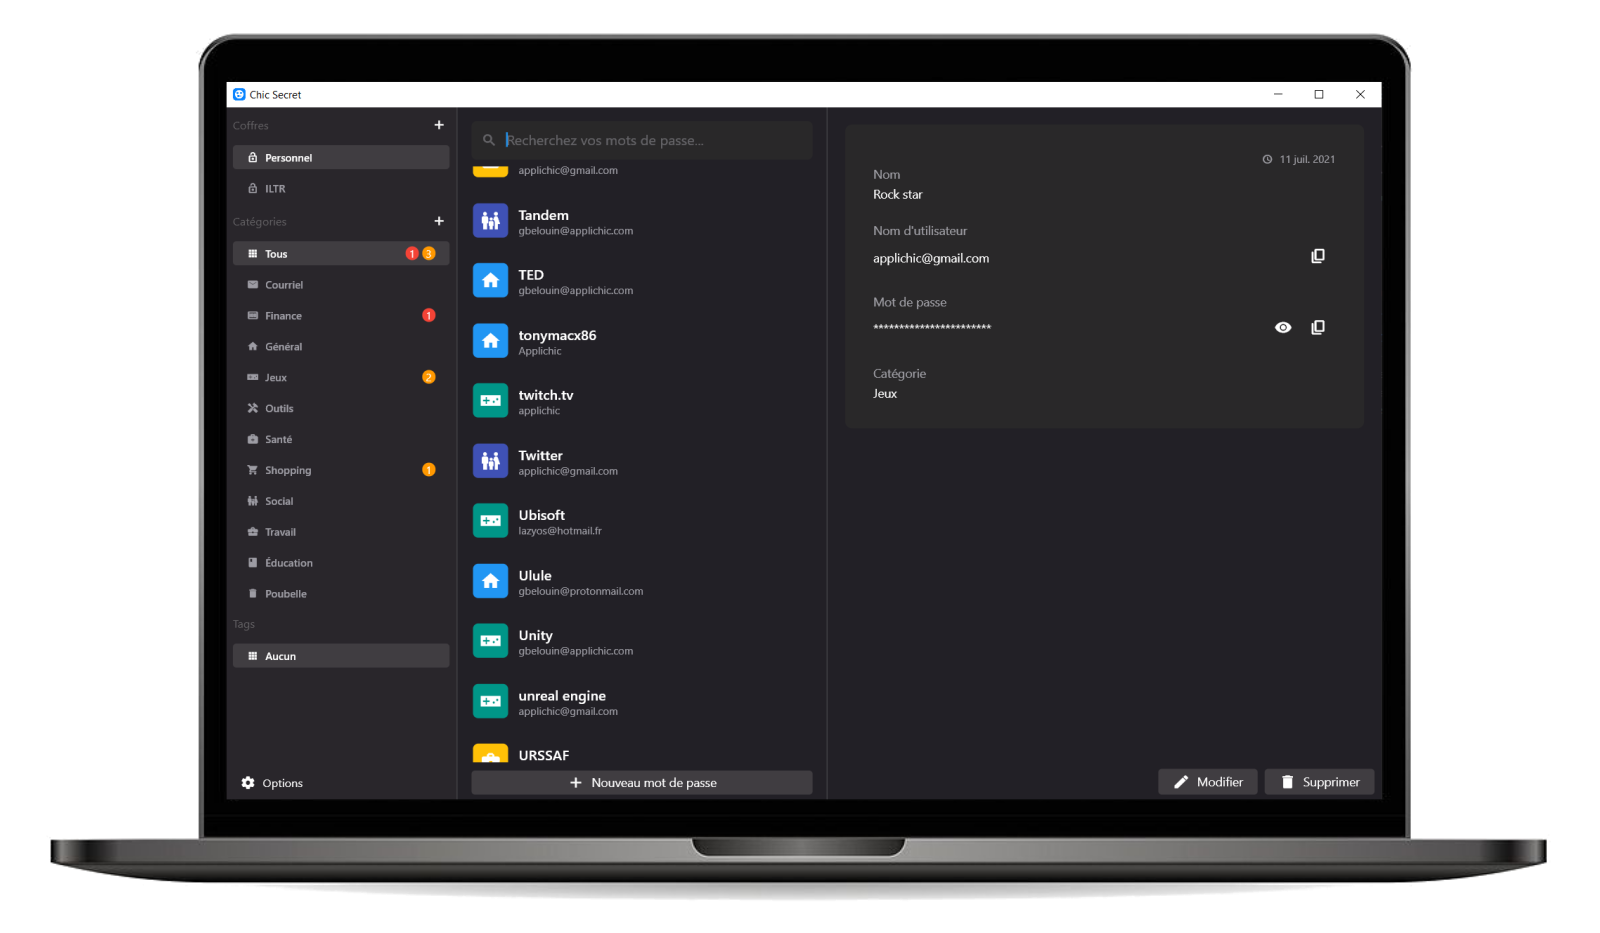 Chic Secret
Coffres
Personnel
ILTR
Catégories
Tous 1 3
Courriel
Finance 1
Général
Jeux 2
Outils
Santé
Shopping 1
Social
Travail
Éducation
Poubelle
Tags
Aucun
Options
Recherchez vos mots de passe...
applichic@gmail.com
Tandem
gbelouin@applichic.com
TED
gbelouin@applichic.com
tonymacx86
Applichic
twitch.tv
applichic
Twitter
applichic@gmail.com
Ubisoft
lazyos@hotmail.fr
Ulule
gbelouin@protonmail.com
Unity
gbelouin@applichic.com
unreal engine
applichic@gmail.com
URSSAF
Nouveau mot de passe
11 juil. 2021
Nom
Rock star
Nom d'utilisateur
applichic@gmail.com
Mot de passe
***********************
Catégorie
Jeux
Modifier
Supprimer